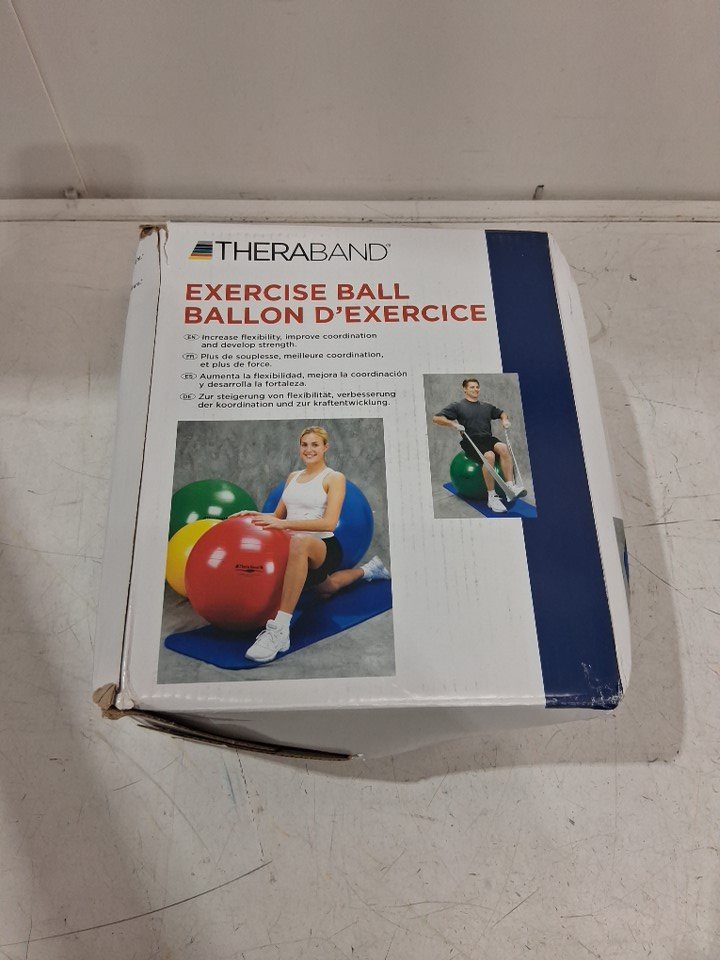 THERABAND®
EXERCISE BALL
BALLON D'EXERCICE
EN Increase flexibility, improve coordination
and develop strength.
FR Plus de souplesse, meilleure coordination,
et plus de force.
ES Aumenta la flexibilidad, mejora la coordinación
y desarrolla la fortaleza.
DE Zur steigerung von flexibilität, verbesserung
der koordination und zur kraftentwicklung.